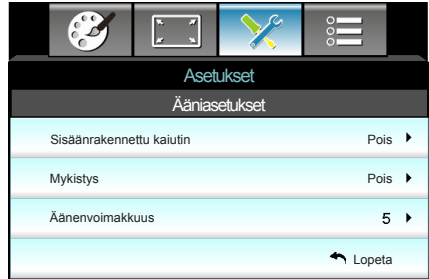 Asetukset
Ääniasetukset
Sisäänrakennettu kaiutin Pois
Mykistys Pois
Äänenvoimakkuus 5
Lopeta